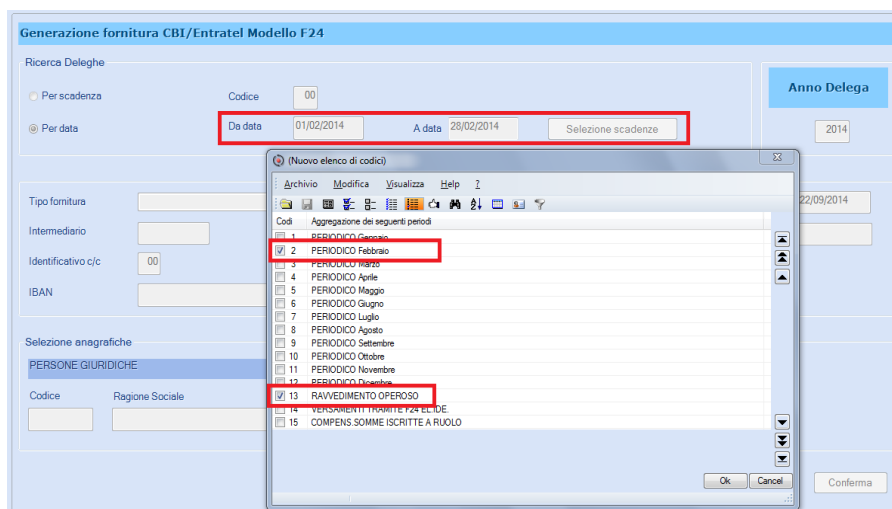 Generazione fornitura CBI/Entratel Modello F24
Ricerca Deleghe
Per scadenza
Codice
00
Anno Delega
Per data
Da data
01/02/2014
A data
28/02/2014
Selezione scadenze
2014
(Nuovo elenco di codici)
Archivio Modifica Visualizza Help ?
Tipo fornitura
22/09/2014
Codi Aggregazione dei seguenti periodi
1 PERIODICO Gennaio
Intermediario
2 PERIODICO Febbraio
3 PERIODICO Marzo
Identificativo c/c
00
4 PERIODICO Aprile
5 PERIODICO Maggio
IBAN
6 PERIODICO Giugno
7 PERIODICO Luglio
8 PERIODICO Agosto
9 PERIODICO Settembre
Selezione anagrafiche
10 PERIODICO Ottobre
PERSONE GIURIDICHE
11 PERIODICO Novembre
12 PERIODICO Dicembre
Codice
Ragione Sociale
13 RAVVEDIMENTO OPEROSO
14 VERSAMENTI TRAMITE F24 EL.IDE.
15 COMPENS.SOMME ISCRITTE A RUOLO
Ok
Cancel
Conferma